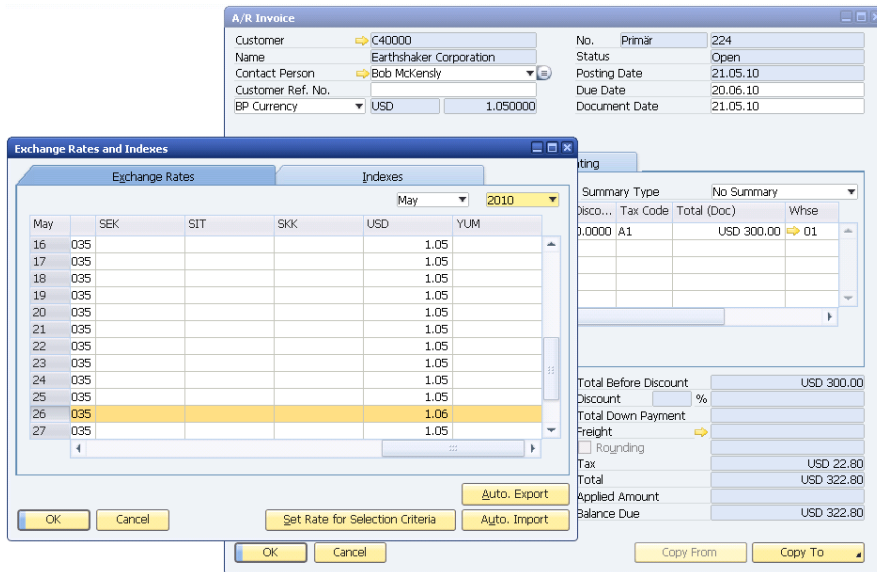 A/R Invoice
Customer C40000 No. Primär 224
Name Earthshaker Corporation Status Open
Contact Person Bob McKensly Posting Date 21.05.10
Customer Ref. No. Due Date 20.06.10
BP Currency USD 1.050000 Document Date 21.05.10
Exchange Rates and Indexes
Exchange Rates Indexes
May 2010
May SEK SIT SKK USD YUM
16 035 1.05
17 035 1.05
18 035 1.05
19 035 1.05
20 035 1.05
21 035 1.05
22 035 1.05
23 035 1.05
24 035 1.05
25 035 1.05
26 035 1.06
27 035 1.05
Auto. Export
OK Cancel Set Rate for Selection Criteria Auto. Import
ting
Summary Type No Summary
Disco... Tax Code Total (Doc) Whse
0.0000 A1 USD 300.00 01
Total Before Discount USD 300.00
Discount %
Total Down Payment
Freight
Rounding
Tax USD 22.80
Total USD 322.80
Applied Amount
Balance Due USD 322.80
OK Cancel Copy From Copy To